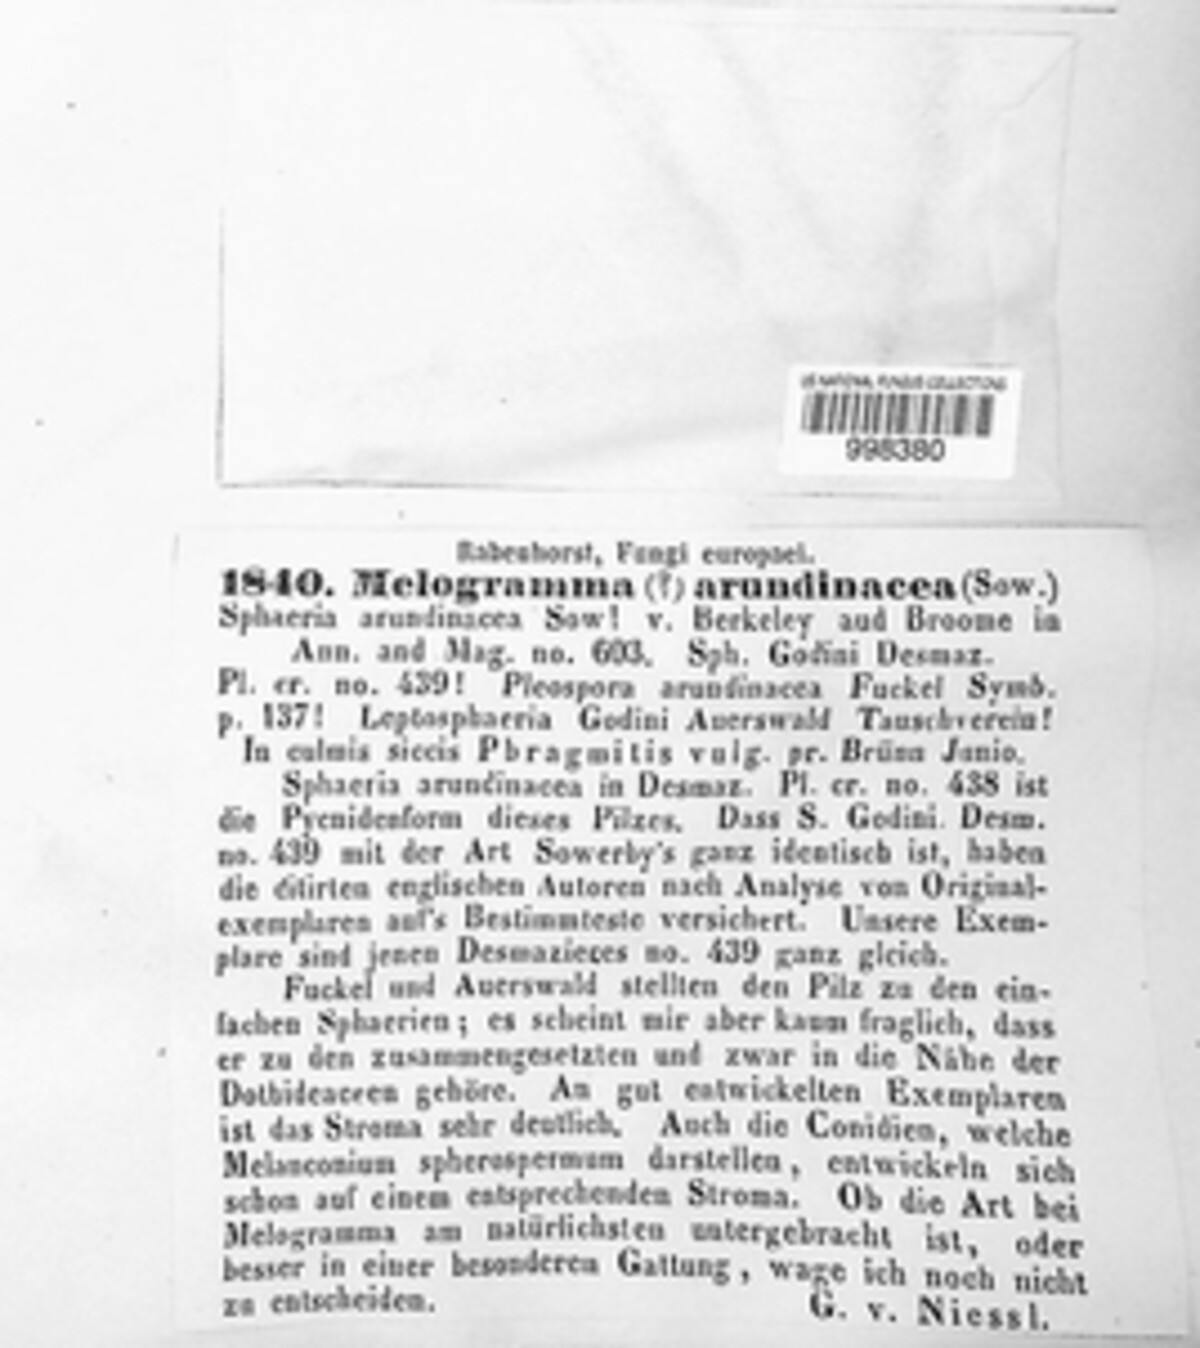 US NATIONAL FUNGUS COLLECTIONS
998380
Rabenhorst, Fungi europaei.
1840. Melogramma (?) arundinacea (Sow.)
Sphaeria arundinacea Sow! v. Berkeley aud Broome in
Ann. and Mag. no. 603. Sph. Godini Desmaz.
Pl. cr. no. 439! Pleospora arundinacea Fuckel Symb.
p. 137! Leptosphaeria Godini Auerswald Tauschverein!
In culmis siccis Phragmitis vulg. pr. Brünn Junio.
Sphaeria arundinacea in Desmaz. Pl. cr. no. 438 ist
die Pycnidenform dieses Pilzes. Dass S. Godini Desm.
no. 439 mit der Art Sowerby's ganz identisch ist, haben
die citirten englischen Autoren nach Analyse von Original-
exemplaren auf's Bestimmteste versichert. Unsere Exem-
plare sind jenen Desmazieres no. 439 ganz gleich.
Fuckel und Auerswald stellten den Pilz zu den ein-
fachen Sphaerien; es scheint mir aber kaum fraglich, dass
er zu den zusammengesetzten und zwar in die Nähe der
Dothideaceen gehöre. An gut entwickelten Exemplaren
ist das Stroma sehr deutlich. Auch die Conidien, welche
Melanconium spherospermum darstellen, entwickeln sich
schon auf einem entsprechenden Stroma. Ob die Art bei
Melogramma am natürlichsten untergebracht ist, oder
besser in einer besonderen Gattung, wage ich noch nicht
zu entscheiden.
G. v. Niessl.